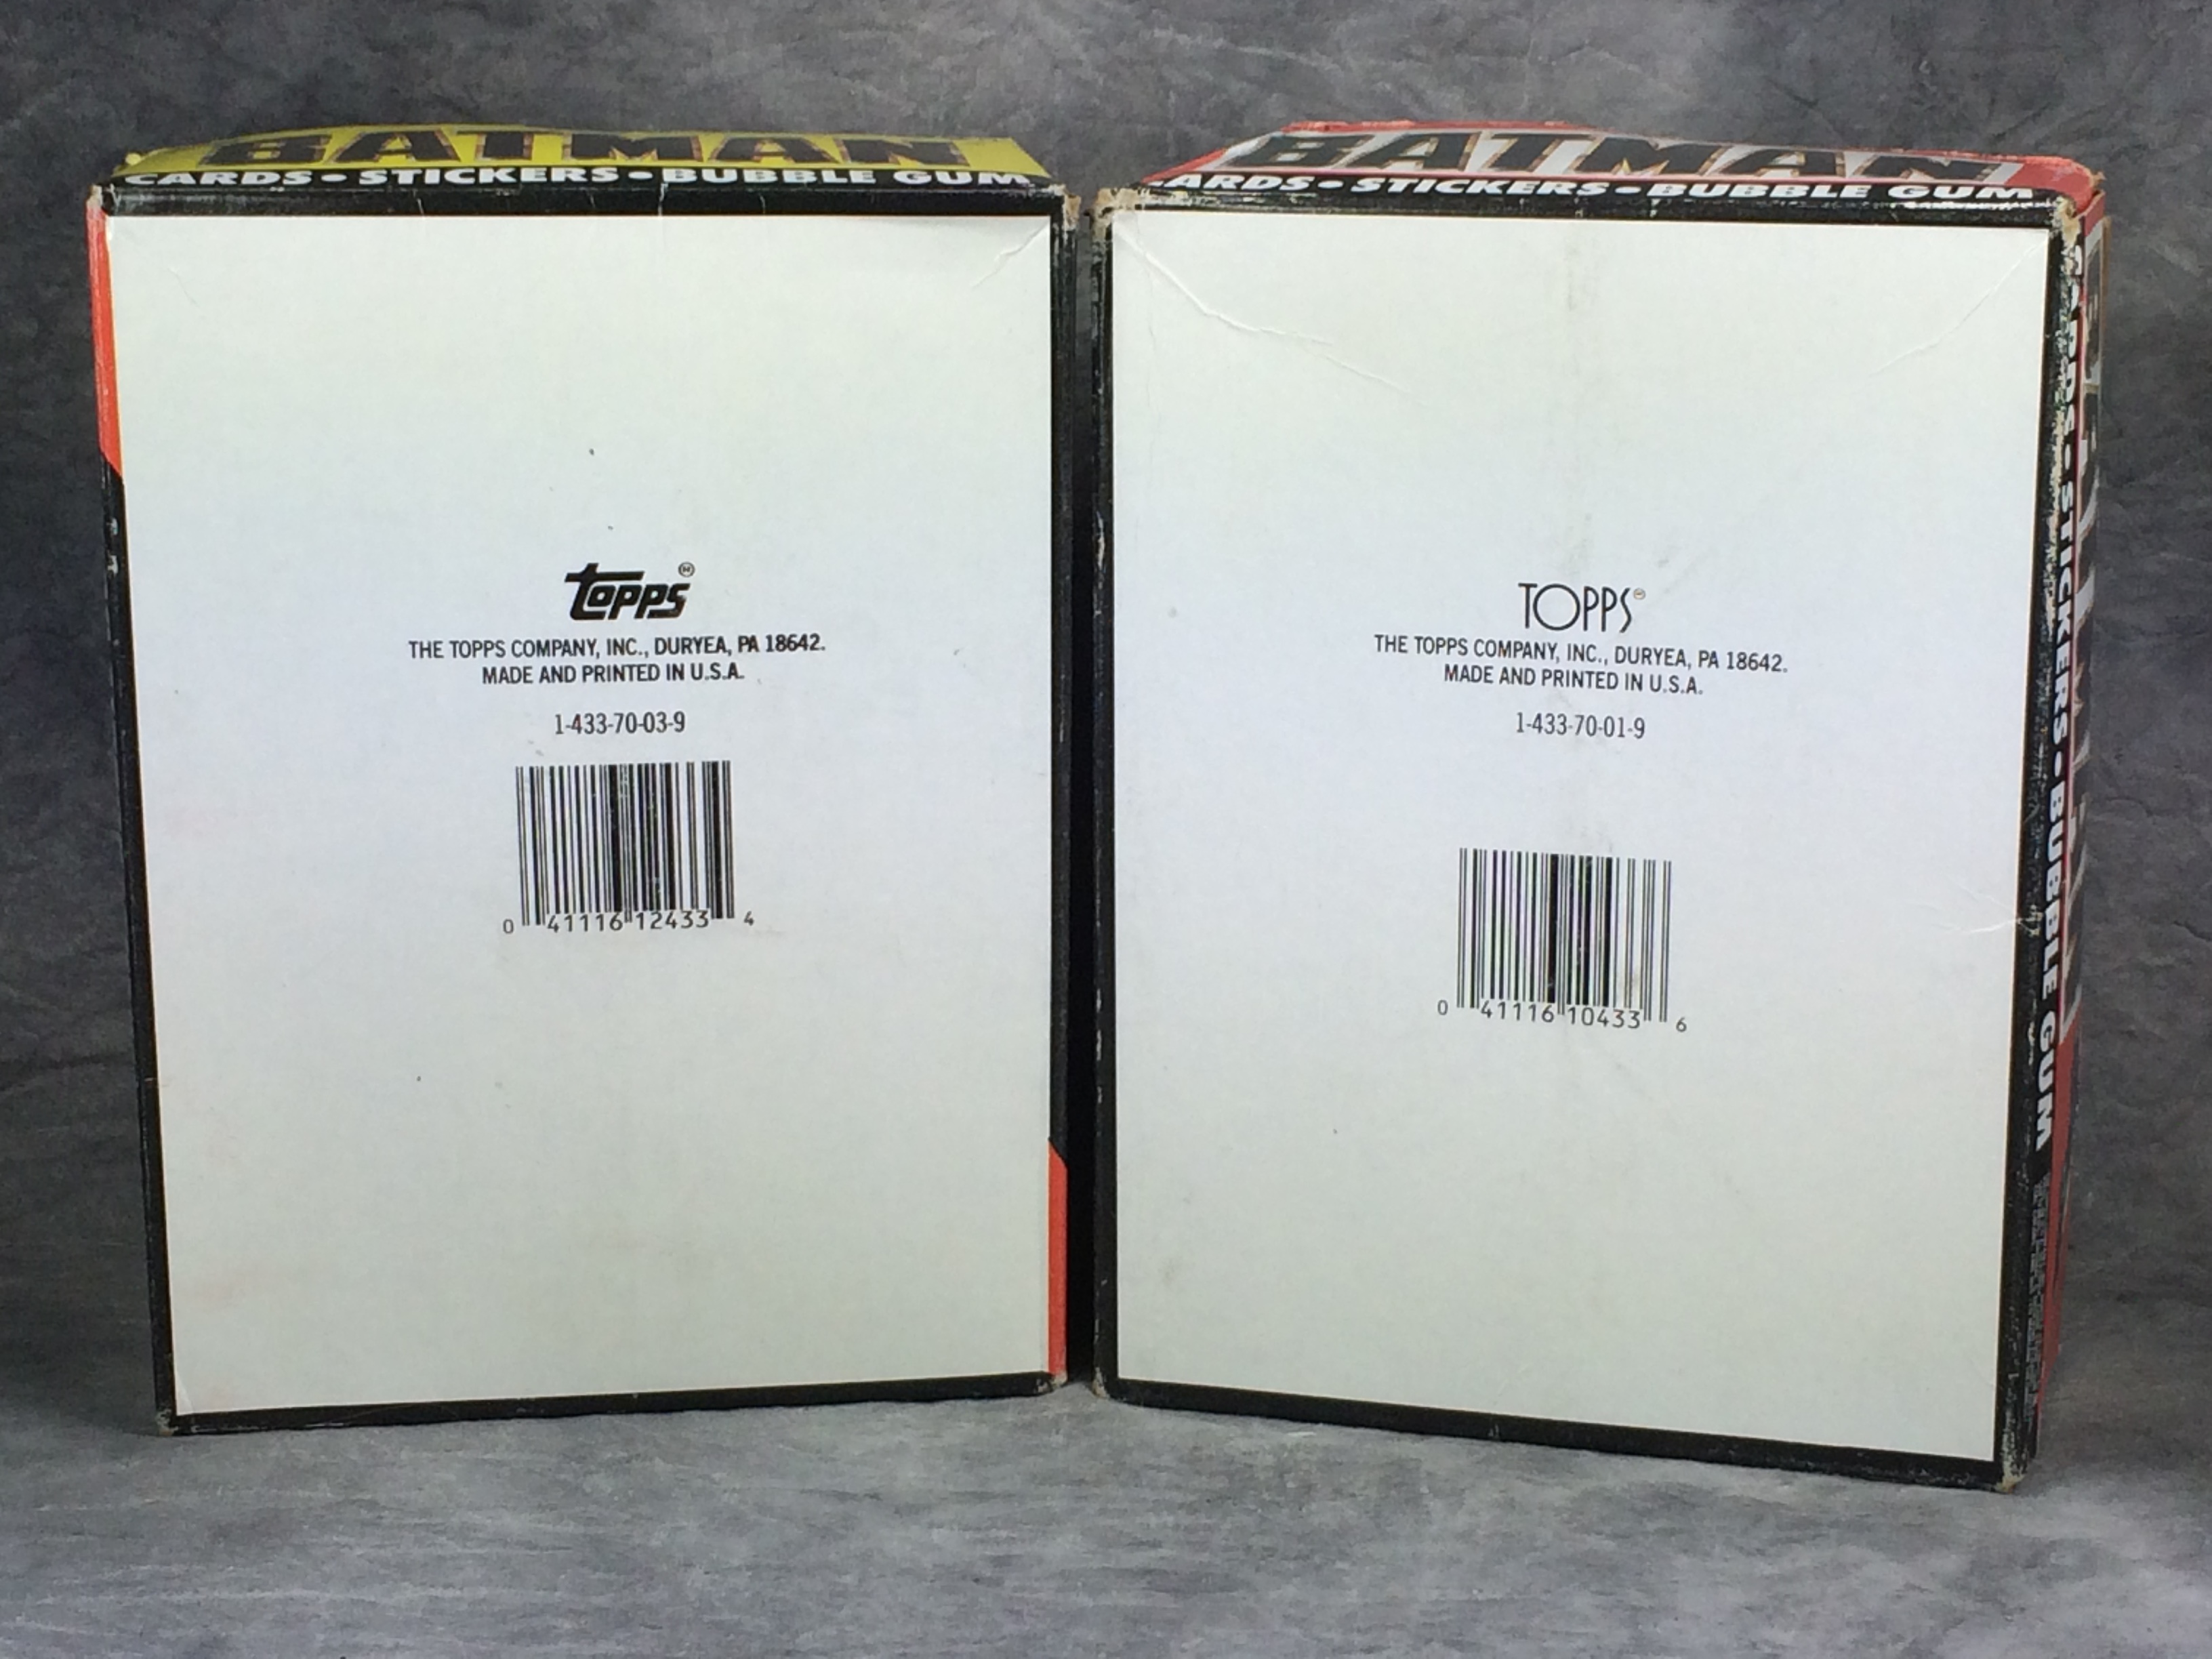 BATMAN
CARDS • STICKERS • BUBBLE GUM
topps®
THE TOPPS COMPANY, INC., DURYEA, PA 18642.
MADE AND PRINTED IN U.S.A.
1-433-70-03-9
0 41116 12433 4
BATMAN
CARDS • STICKERS • BUBBLE GUM
TOPPS®
THE TOPPS COMPANY, INC., DURYEA, PA 18642.
MADE AND PRINTED IN U.S.A.
1-433-70-01-9
0 41116 10433 6
CARDS • STICKERS • BUBBLE GUM